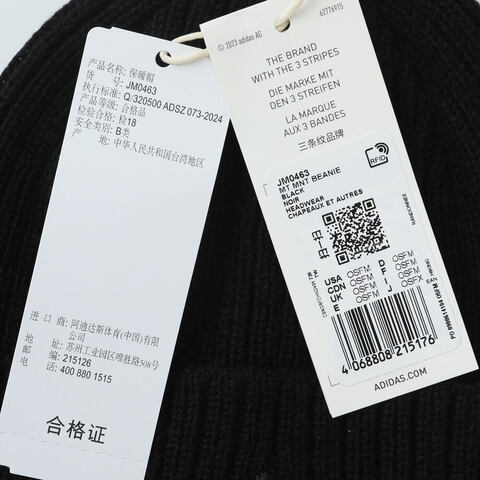 产品名称: 保暖帽
货 号: JM0463
执行标准: Q/320500 ADSZ 073-2024
产品等级: 合格品
检验合格: 检18
安全类别: B类
产 地: 中华人民共和国台湾地区
进 口 商: 阿迪达斯体育(中国)有限公司
地 址: 苏州工业园区唯胜路508号
邮 编: 215126
电 话: 400 880 1515
合格证
62776915
© 2023 adidas AG
THE BRAND
WITH THE 3 STRIPES
DIE MARKE MIT
DEN 3 STREIFEN
LA MARQUE
AUX 3 BANDES
三条纹品牌
RFID
JM0463
MT MNT BEANIE
BLACK
NOIR
HEADWEAR
CHAPEAUX ET AUTRES
USA OSFM
CDN OSFM
UK OSFM
E OSFM
D OSFM
F OSFM
I OSFM
J OSFX
EAN
4 068808 215176
ADIDAS.COM